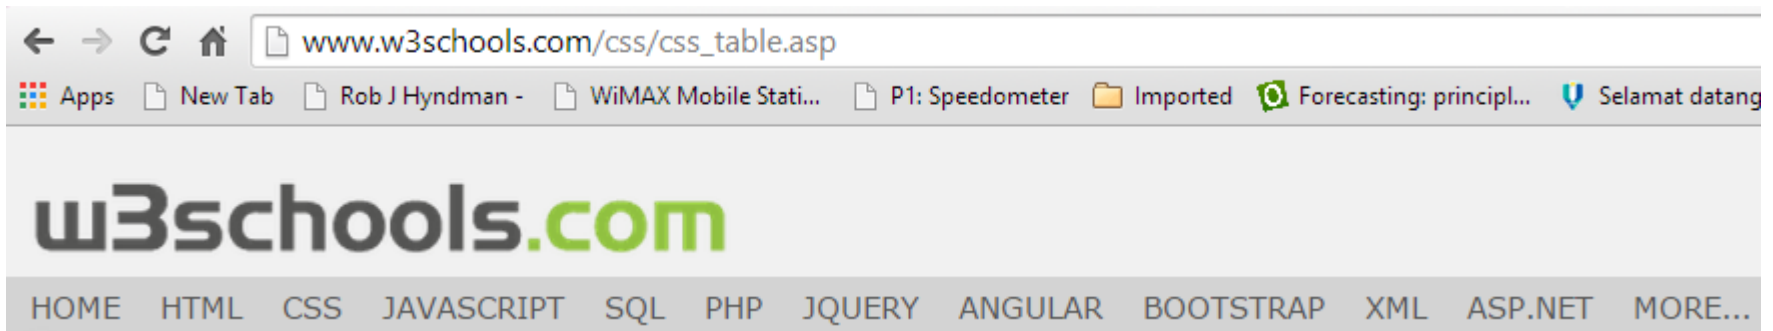 www.w3schools.com/css/css_table.asp
Apps New Tab Rob J Hyndman - WiMAX Mobile Stati... P1: Speedometer Imported Forecasting: principl... Selamat datang
w3schools.com
HOME HTML CSS JAVASCRIPT SQL PHP JQUERY ANGULAR BOOTSTRAP XML ASP.NET MORE...